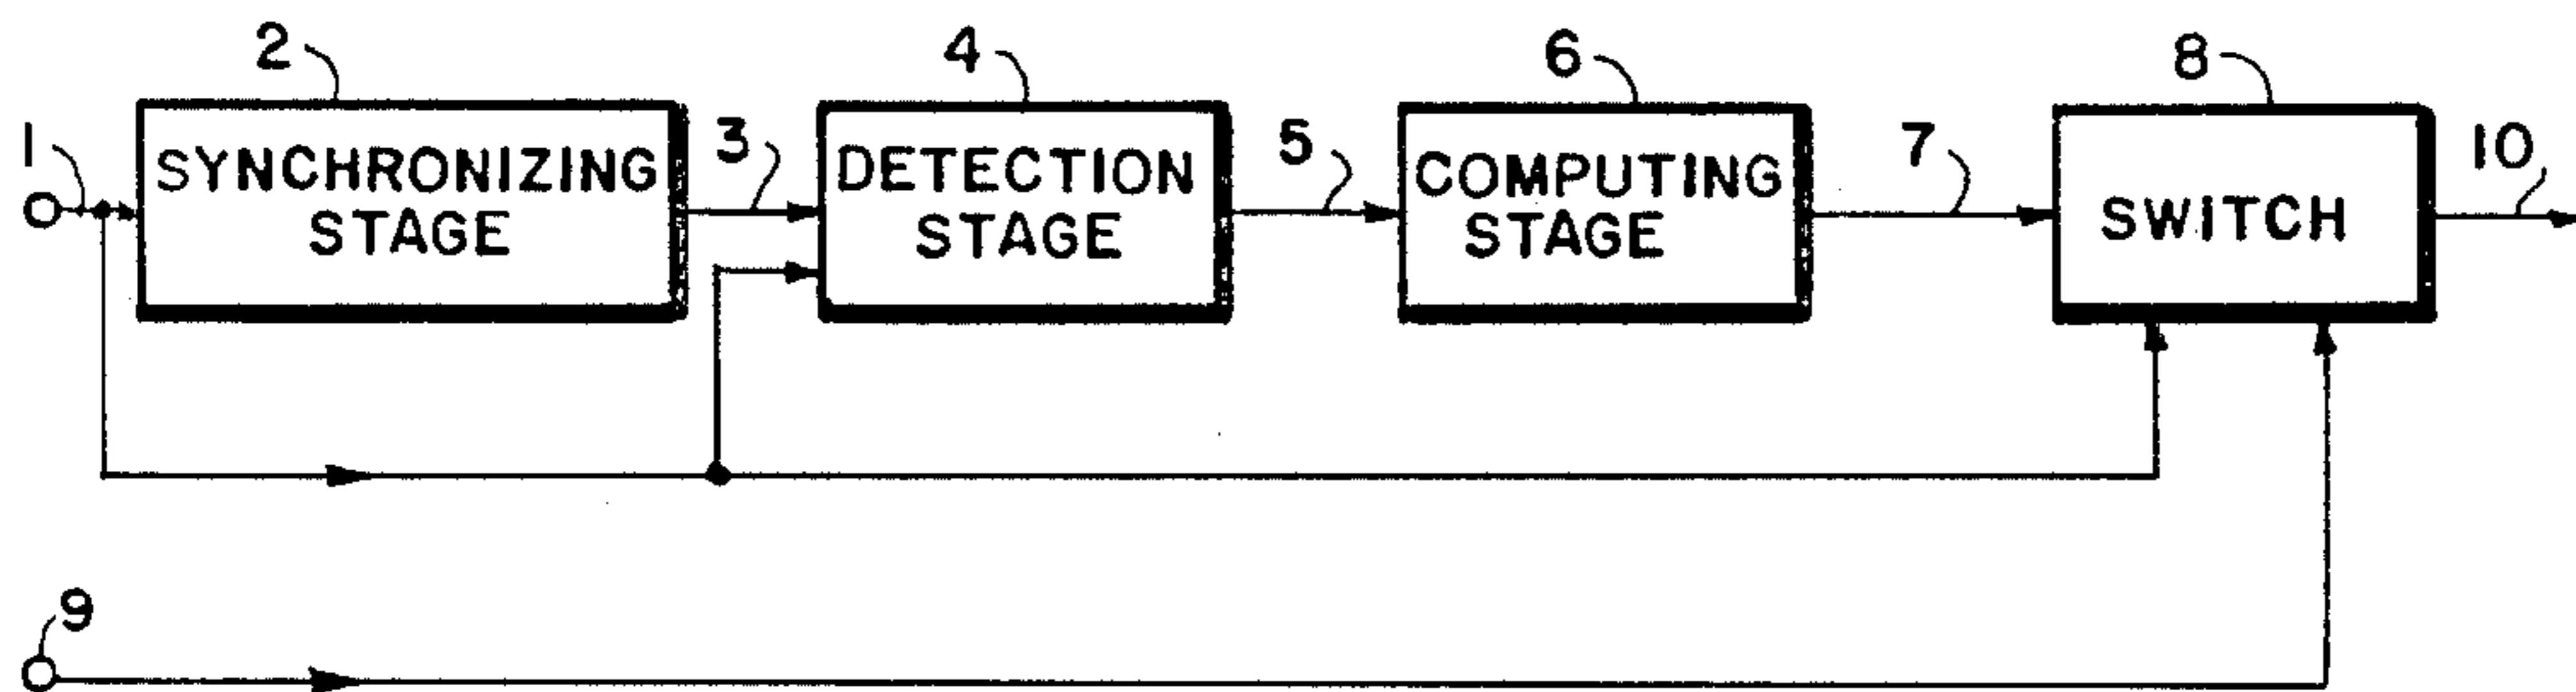 2
4
6
8
1
SYNCHRONIZING
STAGE
3
DETECTION
STAGE
5
COMPUTING
STAGE
7
SWITCH
10
9